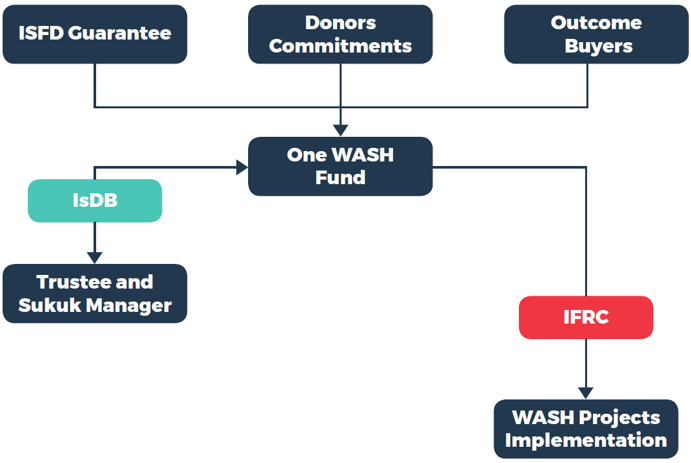 ISFD Guarantee
Donors
Commitments
Outcome
Buyers
One WASH
Fund
IsDB
Trustee and
Sukuk Manager
IFRC
WASH Projects
Implementation